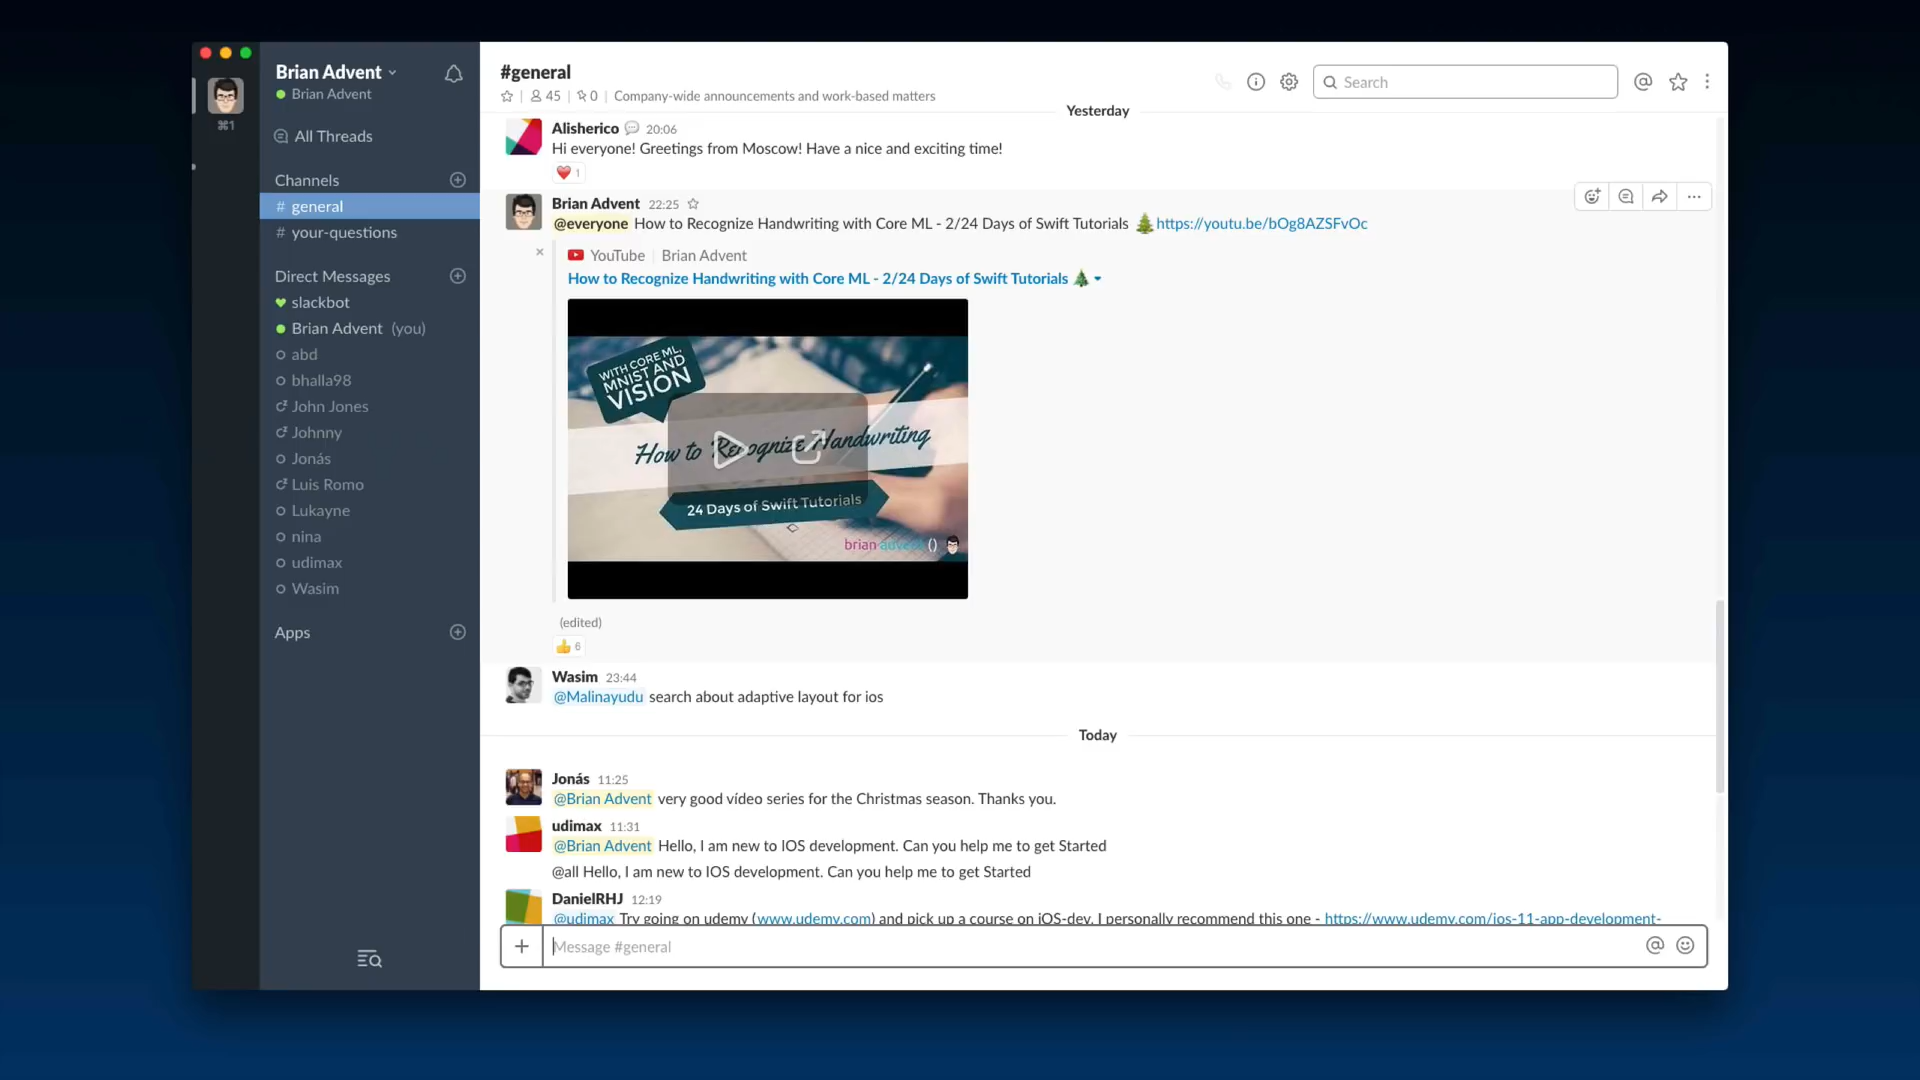 Brian Advent
Brian Advent
⌘1
All Threads
Channels
# general
# your-questions
Direct Messages
slackbot
Brian Advent (you)
abd
bhalla98
John Jones
Johnny
Jonás
Luis Romo
Lukayne
nina
udimax
Wasim
Apps
#general
45 | 0 | Company-wide announcements and work-based matters
Search
Yesterday
Alisherico 20:06
Hi everyone! Greetings from Moscow! Have a nice and exciting time!
1
Brian Advent 22:25
@everyone How to Recognize Handwriting with Core ML - 2/24 Days of Swift Tutorials 🎄https://youtu.be/bOg8AZSFvOc
YouTube | Brian Advent
How to Recognize Handwriting with Core ML - 2/24 Days of Swift Tutorials 🎄
WITH CORE ML,
MNIST AND
VISION
How to Recognize Handwriting
24 Days of Swift Tutorials
brian advent ()
(edited)
6
Wasim 23:44
@Malinayudu search about adaptive layout for ios
Today
Jonás 11:25
@Brian Advent very good vídeo series for the Christmas season. Thanks you.
udimax 11:31
@Brian Advent Hello, I am new to IOS development. Can you help me to get Started
@all Hello, I am new to IOS development. Can you help me to get Started
DanielRHJ 12:19
@udimax Try going on udemy (www.udemy.com) and pick up a course on iOS-dev. I personally recommend this one - https://www.udemy.com/ios-11-app-development-
Message #general